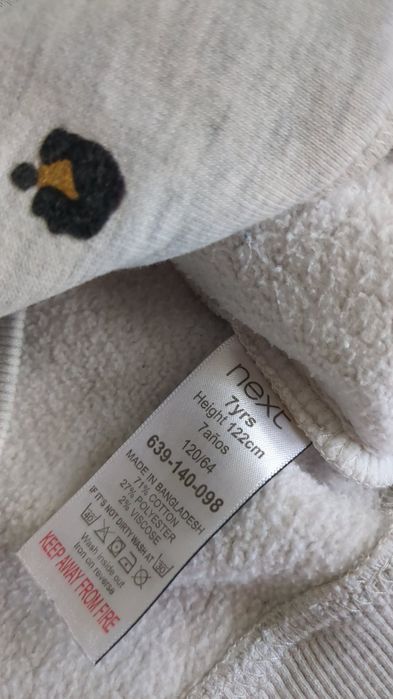 next
7yrs
Height 122cm
7años
120/64
639-140-098
MADE IN BANGLADESH
71% COTTON
27% POLYESTER
2% VISCOSE
IF IT'S NOT DIRTY WASH AT
Wash inside out
Iron on reverse
KEEP AWAY FROM FIRE